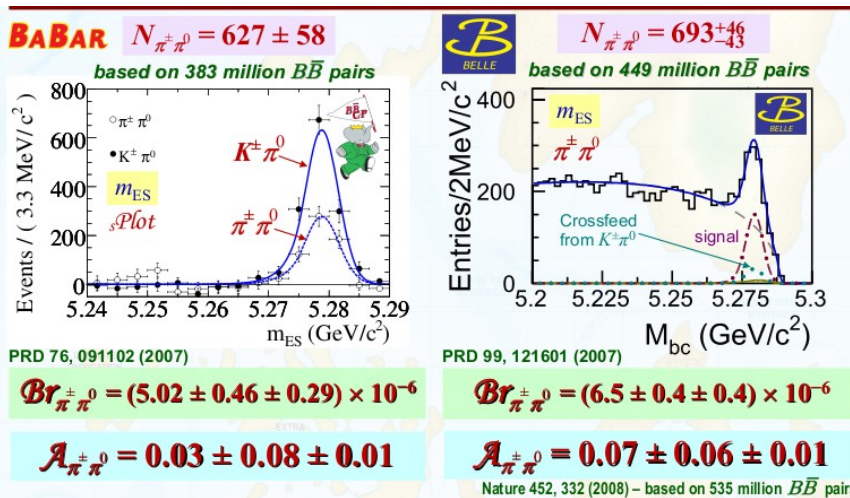 BABAR
N_{π±π⁰} = 627 ± 58
based on 383 million BB̅ pairs
Events / ( 3.3 MeV/ c² )
800
600
400
200
0
π± π⁰
K± π⁰
m_ES
sPlot
K±π⁰
π±π⁰
5.24
5.25
5.26
5.27
5.28
5.29
m_ES (GeV/c²)
PRD 76, 091102 (2007)
Br_{π±π⁰} = (5.02 ± 0.46 ± 0.29) × 10⁻⁶
A_{π±π⁰} = 0.03 ± 0.08 ± 0.01
BELLE
N_{π±π⁰} = 693⁺⁴⁶₋₄₃
based on 449 million BB̅ pairs
Entries/2MeV/c²
400
200
0
m_ES
π±π⁰
BELLE
Crossfeed
from K±π⁰
signal
5.2
5.225
5.25
5.275
5.3
M_bc (GeV/c²)
PRD 99, 121601 (2007)
Br_{π±π⁰} = (6.5 ± 0.4 ± 0.4) × 10⁻⁶
A_{π±π⁰} = 0.07 ± 0.06 ± 0.01
Nature 452, 332 (2008) – based on 535 million BB̅ pair